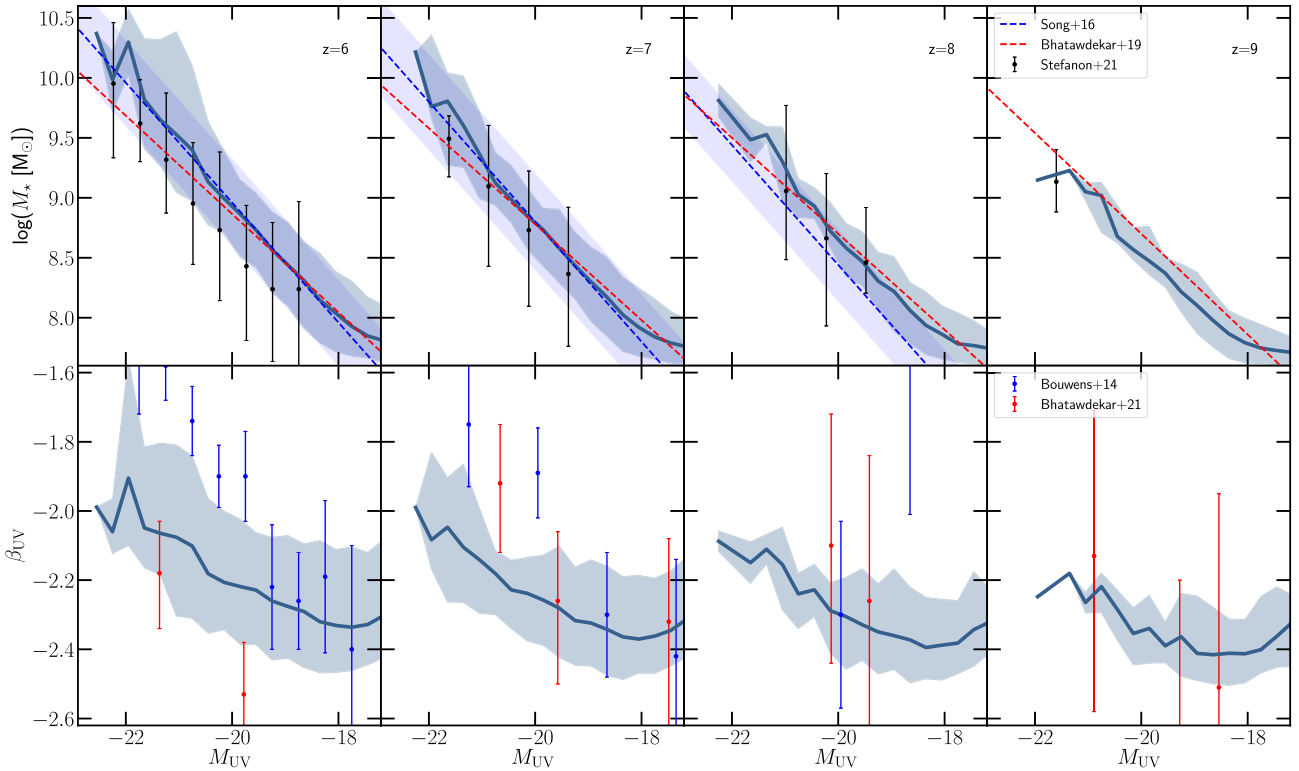 10.5
10.0
9.5
9.0
8.5
8.0
log(M⋆ [M⊙])
z=6
z=7
z=8
z=9
Song+16
Bhatawdekar+19
Stefanon+21
−1.6
−1.8
−2.0
−2.2
−2.4
−2.6
βUV
Bouwens+14
Bhatawdekar+21
−22 −20 −18 −22 −20 −18 −22 −20 −18 −22 −20 −18
MUV MUV MUV MUV